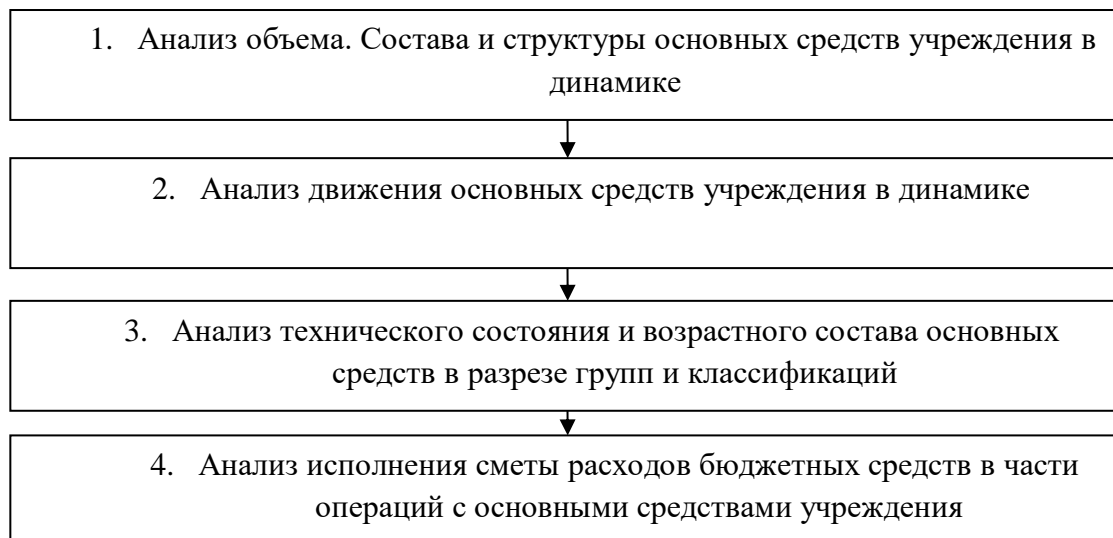 1. Анализ объема. Состава и структуры основных средств учреждения в
динамике
2. Анализ движения основных средств учреждения в динамике
3. Анализ технического состояния и возрастного состава основных
средств в разрезе групп и классификаций
4. Анализ исполнения сметы расходов бюджетных средств в части
операций с основными средствами учреждения